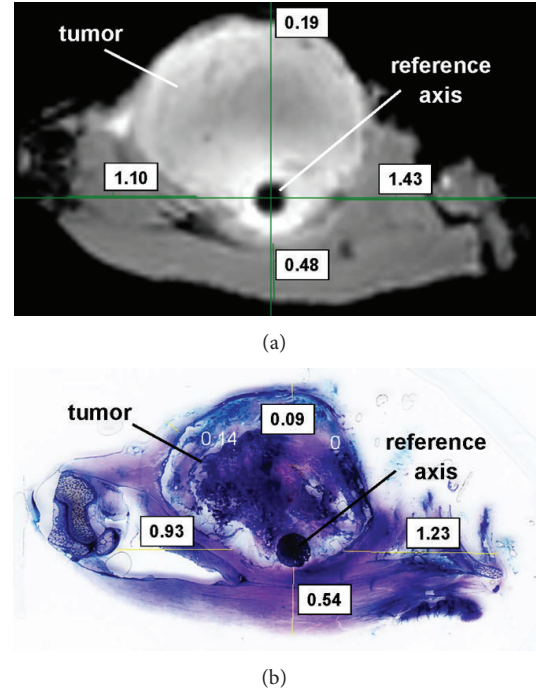 0.19
tumor
reference
axis
1.10
1.43
0.48
(a)
tumor
0.09
0.14
0
reference
axis
0.93
1.23
0.54
(b)